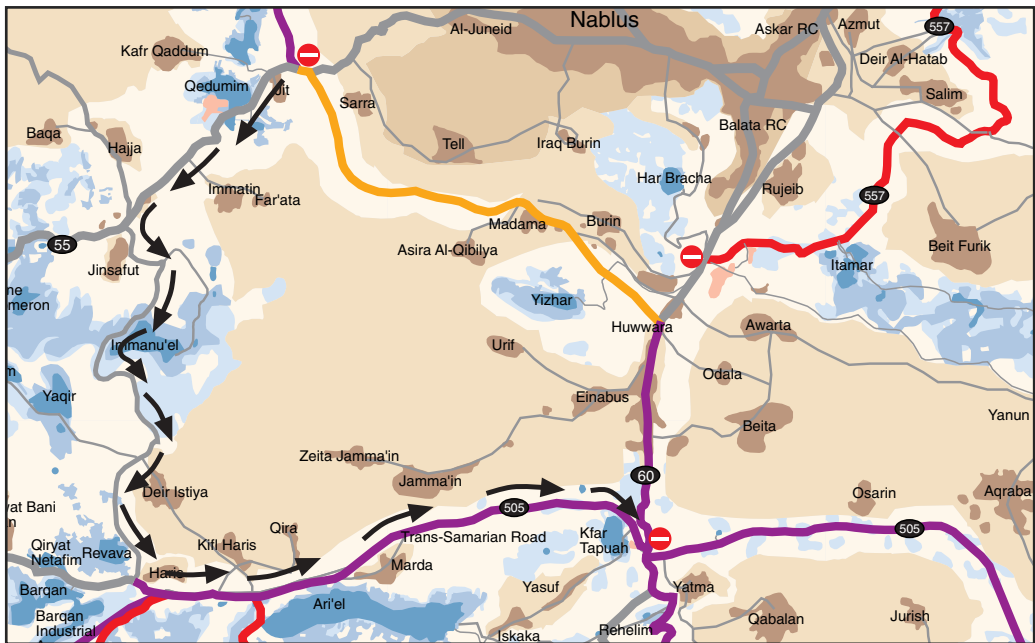 Nablus
Al-Juneid
Askar RC
Azmut
557
Kafr Qaddum
Deir Al-Hatab
Qedumim
Jit
Sarra
Salim
Balata RC
Baqa
Hajja
Tell
Iraq Burin
Har Bracha
Rujeib
Immatin
Far'ata
557
Madama
Burin
55
Asira Al-Qibilya
Beit Furik
Jinsafut
Itamar
ne
meron
Yizhar
Huwwara
Awarta
Immanu'el
Urif
m
Odala
Yaqir
Einabus
Yanun
Beita
Zeita Jamma'in
60
Jamma'in
Deir Istiya
Osarin
Aqraba
vat Bani
n
505
Qira
505
Kifl Haris
Trans-Samarian Road
Kfar
Tapuah
Qiryat
Netafim
Revava
Haris
Marda
Barqan
Yasuf
Yatma
Ari'el
Barqan
Industrial
Qabalan
Jurish
Iskaka
Rehelim